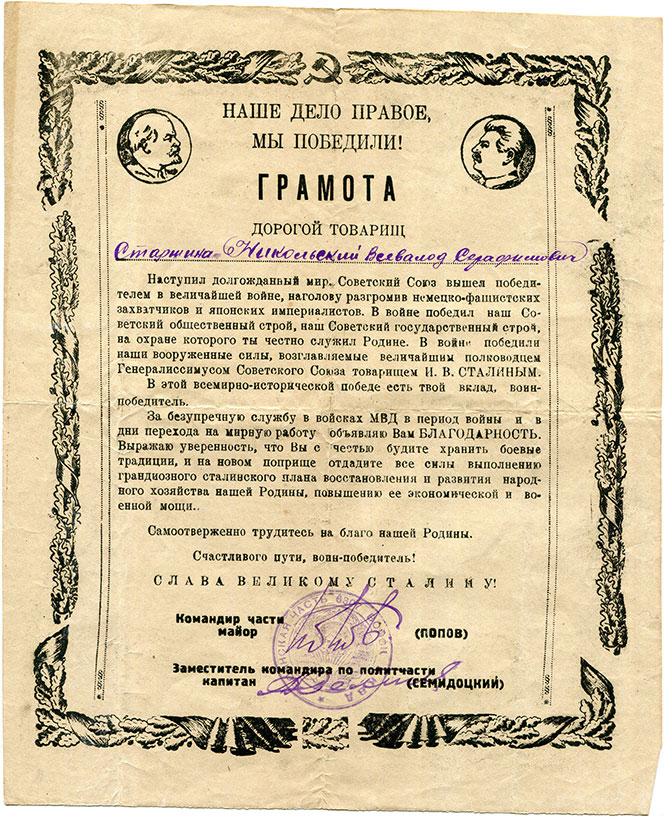 НАШЕ ДЕЛО ПРАВОЕ,
МЫ ПОБЕДИЛИ!
ГРАМОТА
ДОРОГОЙ ТОВАРИЩ
Старшина Никольский Всевалод Серафимович
Наступил долгожданный мир. Советский Союз вышел победи-
телем в величайшей войне, наголову разгромив немецко-фашистских
захватчиков и японских империалистов. В войне победил наш Со-
ветский общественный строй, наш Советский государственный строй,
на охране которого ты честно служил Родине. В войне победили
наши вооруженные силы, возглавляемые величайшим полководцем
Генералиссимусом Советского Союза товарищем И. В. СТАЛИНЫМ.
В этой всемирно-исторической победе есть твой вклад, воин-
победитель.
За безупречную службу в войсках МВД в период войны и в
дни перехода на мирную работу объявляю Вам БЛАГОДАРНОСТЬ.
Выражаю уверенность, что Вы с честью будите хранить боевые
традиции, и на новом поприще отдадите все силы выполнению
грандиозного сталинского плана восстановления и развития народ-
ного хозяйства нашей Родины, повышению ее экономической и во-
енной мощи..
Самоотверженно трудитесь на благо нашей Родины.
Счастливого пути, воин-победитель!
СЛАВА ВЕЛИКОМУ СТАЛИНУ!
Командир части
майор (ПОПОВ)
Заместитель командира по политчасти
капитан (СЕМИДОЦКИЙ)